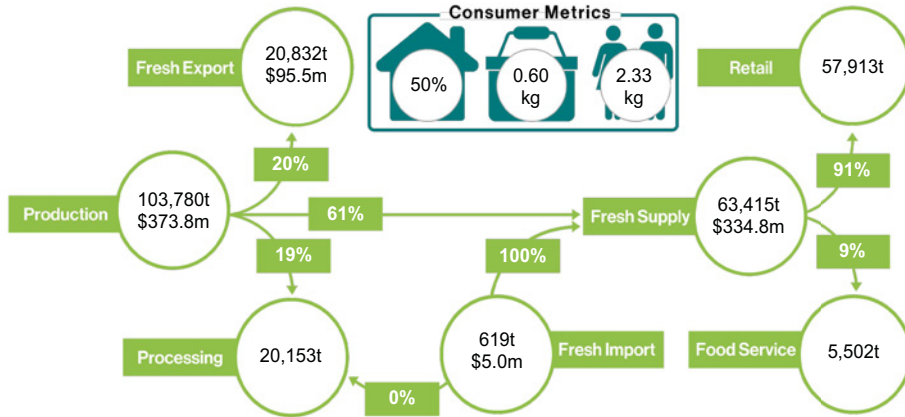 Consumer Metrics
50%
0.60
kg
2.33
kg
Fresh Export
20,832t
$95.5m
Retail
57,913t
20%
91%
Production
103,780t
$373.8m
61%
Fresh Supply
63,415t
$334.8m
19%
100%
9%
Processing
20,153t
0%
619t
$5.0m
Fresh Import
Food Service
5,502t